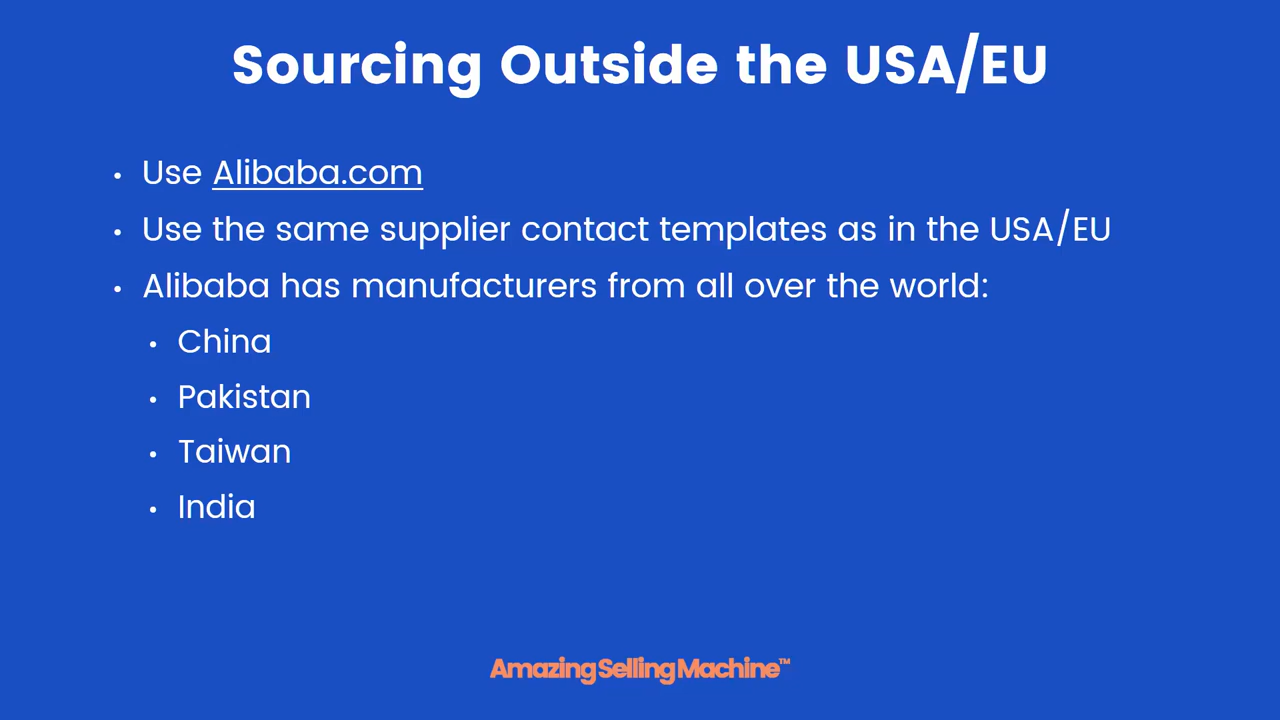 Sourcing Outside the USA/EU
• Use Alibaba.com
• Use the same supplier contact templates as in the USA/EU
• Alibaba has manufacturers from all over the world:
• China
• Pakistan
• Taiwan
• India
AmazingSellingMachine™